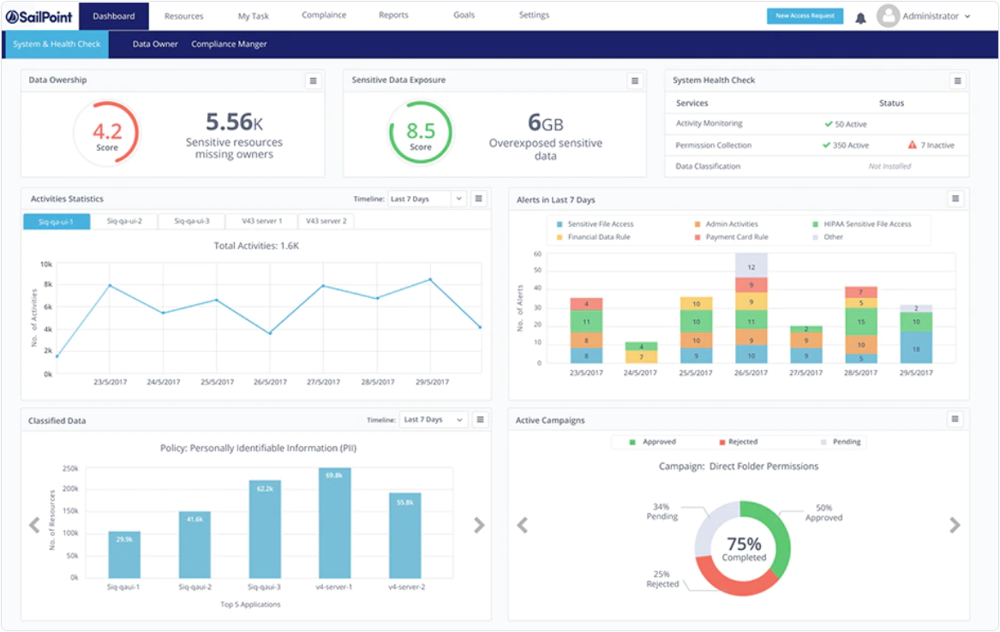 SailPoint
Dashboard
Resources
My Task
Complaince
Reports
Goals
Settings
New Access Request
Administrator
System & Health Check
Data Owner
Compliance Manger
Data Owership
4.2
Score
5.56K
Sensitive resources
missing owners
Sensitive Data Exposure
8.5
Score
6GB
Overexposed sensitive
data
System Health Check
Services Status
Activity Monitoring 50 Active
Permission Collection 350 Active 7 Inactive
Data Classification Not Installed
Activities Statistics
Timeline: Last 7 Days
Siq-qa-ui-1
Siq-qa-ui-2
Siq-qa-ui-3
V43 server 1
V43 server 2
Total Activities: 1.6K
No. of Activities
10k
8k
6k
4k
2k
0k
23/5/2017 24/5/2017 25/5/2017 26/5/2017 27/5/2017 28/5/2017 29/5/2017
Alerts in Last 7 Days
Sensitive File Access Admin Activities HIPAA Sensitive File Access
Financial Data Rule Payment Card Rule Other
No. of Alerts
60
50
40
30
20
10
0
4
11
8
8
4
7
10
10
10
9
12
9
9
11
9
10
2
9
9
7
5
15
10
5
2
10
18
23/5/2017 24/5/2017 25/5/2017 26/5/2017 27/5/2017 28/5/2017 29/5/2017
Classified Data
Timeline: Last 7 Days
Policy: Personally Identifiable Information (PII)
No. of Resources
250k
200k
150k
100k
50k
0k
29.9k
41.6k
62.2k
69.8k
55.8k
Siq-qaui-1 Siq-qaui-2 Siq-qaui-3 v4-server-1 v4-server-2
Top 5 Applications
Active Campaigns
Approved Rejected Pending
Campaign: Direct Folder Permissions
34%
Pending
50%
Approved
75%
Completed
25%
Rejected